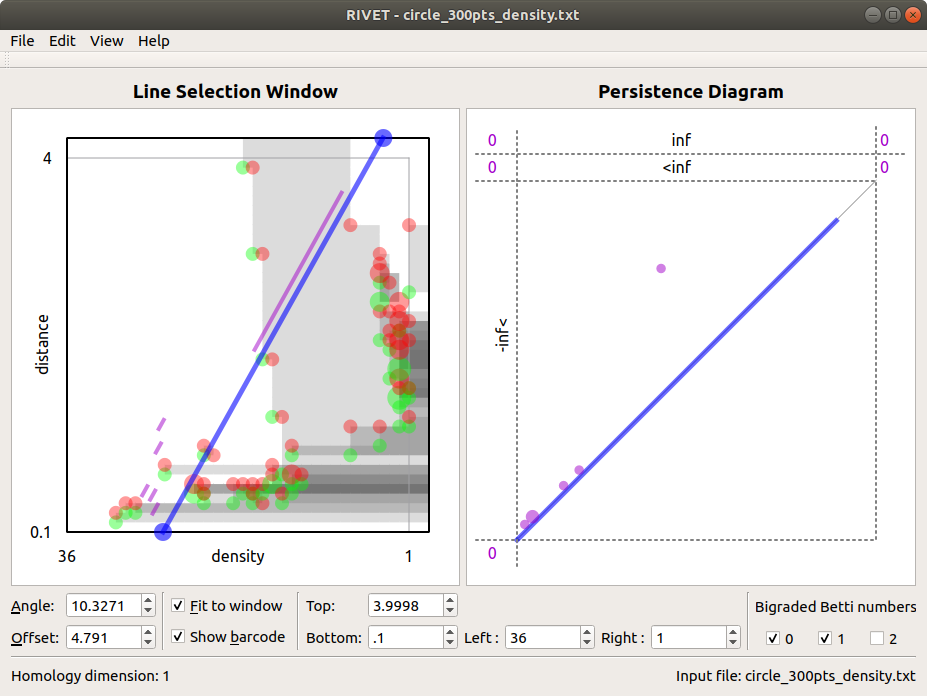 RIVET - circle_300pts_density.txt
File Edit View Help
Line Selection Window
Persistence Diagram
4
distance
0.1
36
density
1
0 inf 0
0 <inf 0
-inf <
0
Angle: 10.3271
Fit to window
Top: 3.9998
Bigraded Betti numbers
Offset: 4.791
Show barcode
Bottom: .1
Left : 36
Right : 1
0 1 2
Homology dimension: 1
Input file: circle_300pts_density.txt